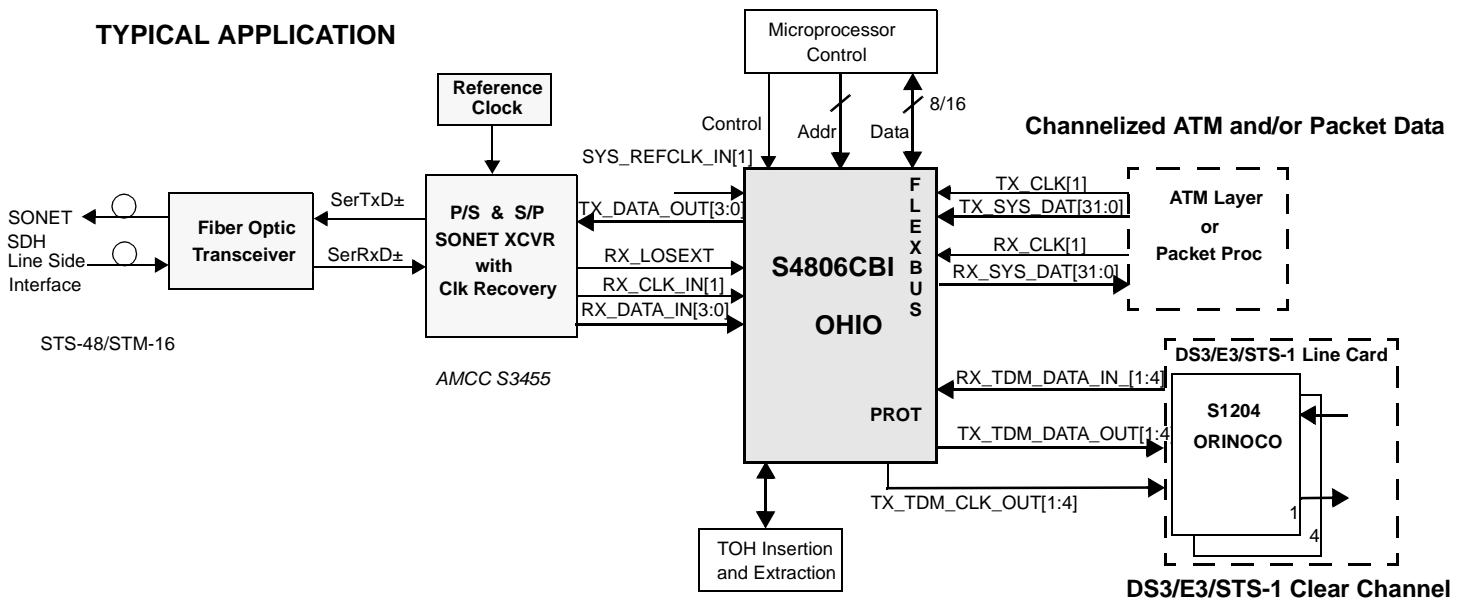 TYPICAL APPLICATION
Microprocessor
Control
Reference
Clock
Control
Addr
Data
8/16
Channelized ATM and/or Packet Data
SYS_REFCLK_IN[1]
SONET
SDH
Line Side
Interface
Fiber Optic
Transceiver
SerTxD±
SerRxD±
P/S & S/P
SONET XCVR
with
Clk Recovery
TX_DATA_OUT[3:0]
RX_LOSEXT
RX_CLK_IN[1]
RX_DATA_IN[3:0]
S4806CBI
OHIO
F
L
E
X
B
U
S
PROT
TX_CLK[1]
TX_SYS_DAT[31:0]
RX_CLK[1]
RX_SYS_DAT[31:0]
ATM Layer
or
Packet Proc
STS-48/STM-16
AMCC S3455
DS3/E3/STS-1 Line Card
RX_TDM_DATA_IN_[1:4]
TX_TDM_DATA_OUT[1:4
TX_TDM_CLK_OUT[1:4]
S1204
ORINOCO
1
4
TOH Insertion
and Extraction
DS3/E3/STS-1 Clear Channel